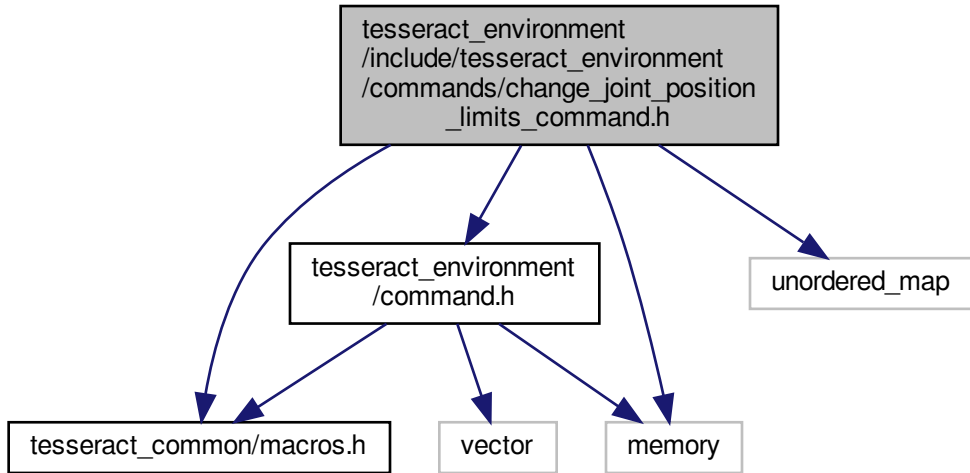 tesseract_environment
/include/tesseract_environment
/commands/change_joint_position
_limits_command.h
tesseract_environment
/command.h
unordered_map
tesseract_common/macros.h
vector
memory